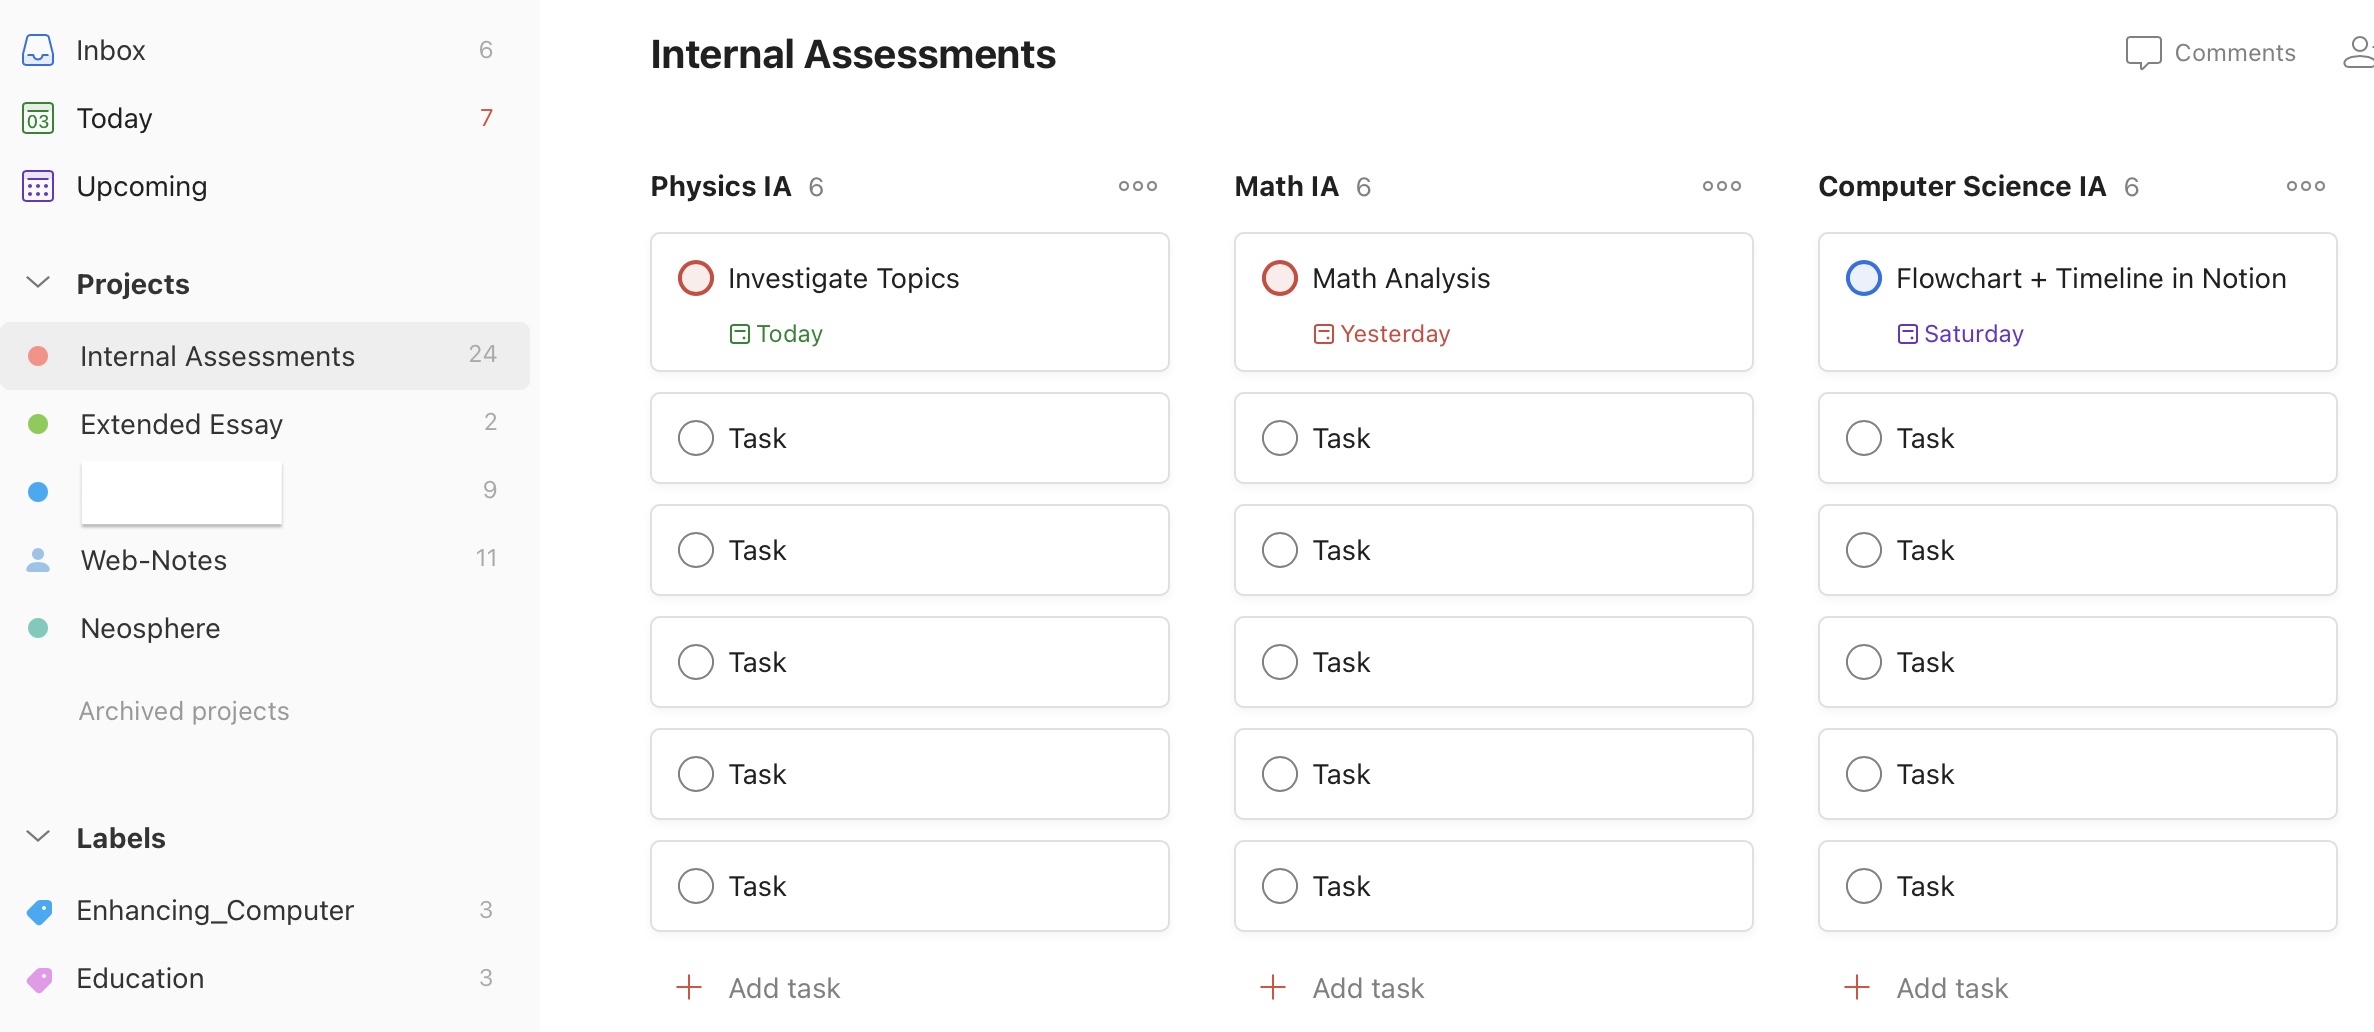 Inbox 6
03 Today 7
Upcoming
Projects
Internal Assessments 24
Extended Essay 2
9
Web-Notes 11
Neosphere
Archived projects
Labels
Enhancing_Computer 3
Education 3
Internal Assessments
Comments
Physics IA 6
Investigate Topics
Today
Task
Task
Task
Task
Task
+ Add task
Math IA 6
Math Analysis
Yesterday
Task
Task
Task
Task
Task
+ Add task
Computer Science IA 6
Flowchart + Timeline in Notion
Saturday
Task
Task
Task
Task
Task
+ Add task